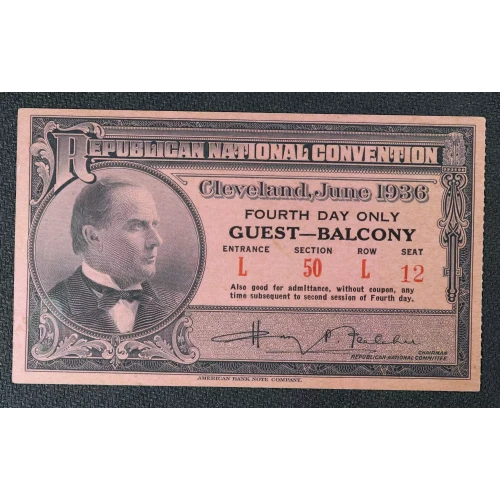 REPUBLICAN NATIONAL CONVENTION
Cleveland, June 1936
FOURTH DAY ONLY
GUEST—BALCONY
ENTRANCE SECTION ROW SEAT
L 50 L 12
Also good for admittance, without coupon, any
time subsequent to second session of Fourth day.
Henry P. Fletcher
CHAIRMAN
REPUBLICAN NATIONAL COMMITTEE
AMERICAN BANK NOTE COMPANY.